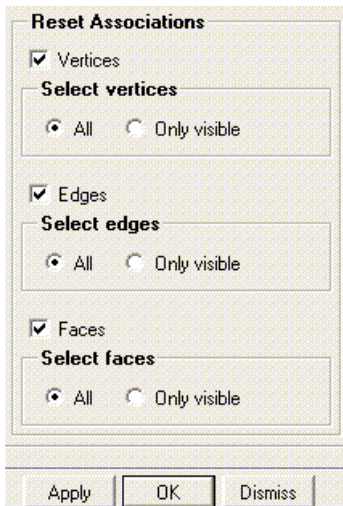 Reset Associations
Vertices
Select vertices
All Only visible
Edges
Select edges
All Only visible
Faces
Select faces
All Only visible
Apply OK Dismiss